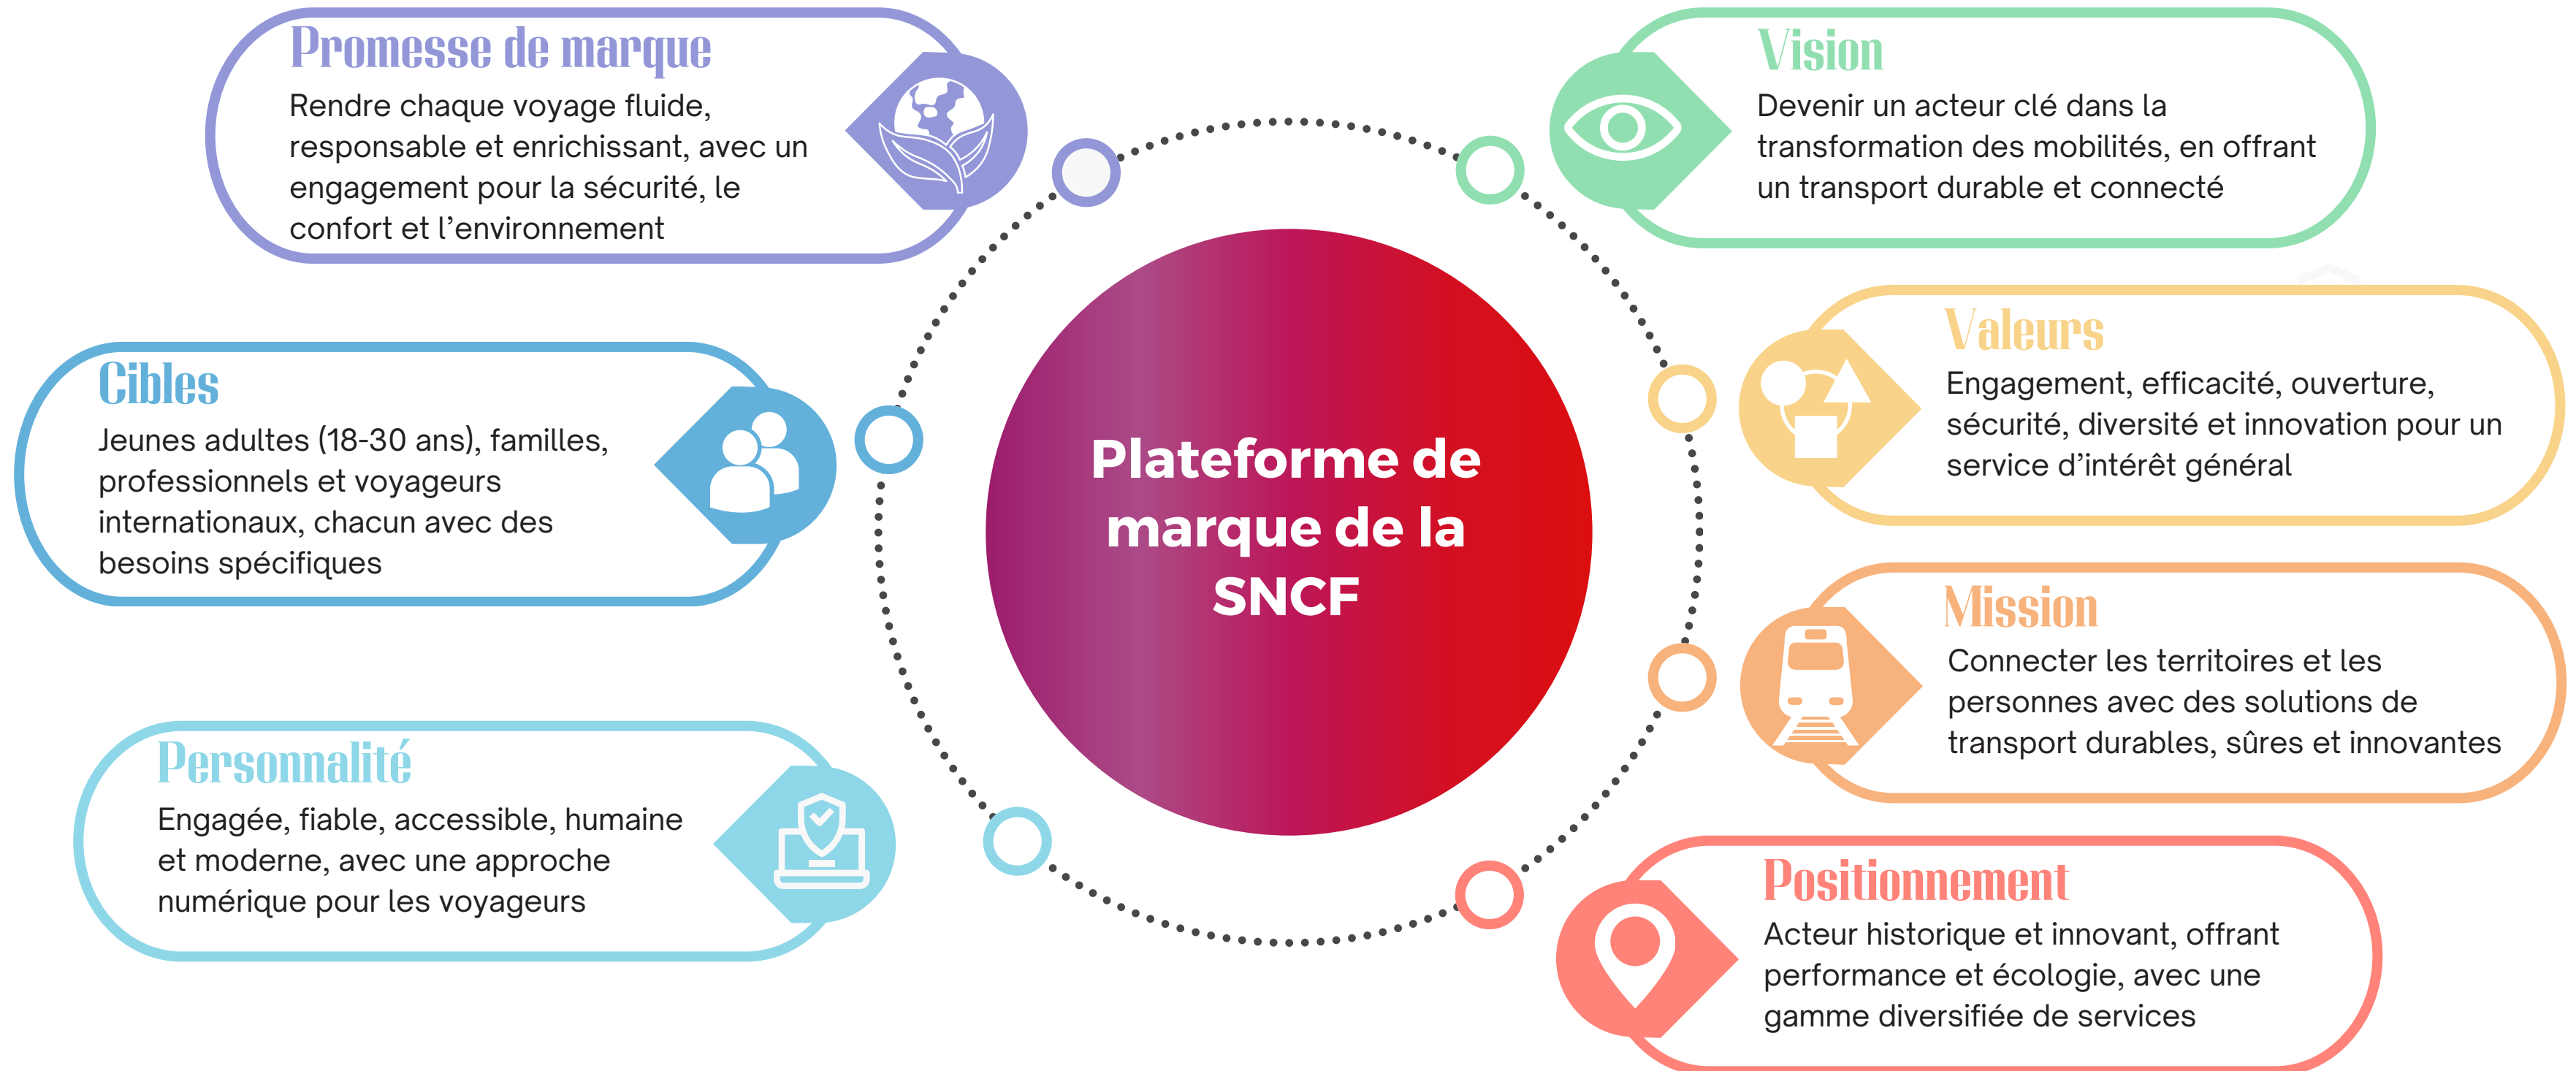 Promesse de marque
Rendre chaque voyage fluide,
responsable et enrichissant, avec un
engagement pour la sécurité, le
confort et l’environnement
Cibles
Jeunes adultes (18-30 ans), familles,
professionnels et voyageurs
internationaux, chacun avec des
besoins spécifiques
Personnalité
Engagée, fiable, accessible, humaine
et moderne, avec une approche
numérique pour les voyageurs
Plateforme de
marque de la
SNCF
Vision
Devenir un acteur clé dans la
transformation des mobilités, en offrant
un transport durable et connecté
Valeurs
Engagement, efficacité, ouverture,
sécurité, diversité et innovation pour un
service d’intérêt général
Mission
Connecter les territoires et les
personnes avec des solutions de
transport durables, sûres et innovantes
Positionnement
Acteur historique et innovant, offrant
performance et écologie, avec une
gamme diversifiée de services